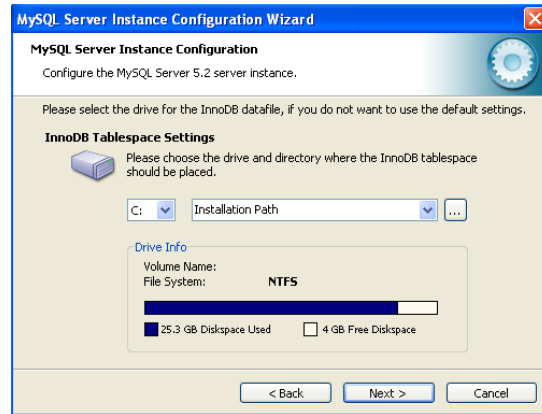 MySQL Server Instance Configuration Wizard
MySQL Server Instance Configuration
Configure the MySQL Server 5.2 server instance.
Please select the drive for the InnoDB datafile, if you do not want to use the default settings.
InnoDB Tablespace Settings
Please choose the drive and directory where the InnoDB tablespace
should be placed.
C: Installation Path ...
Drive Info
Volume Name:
File System: NTFS
25.3 GB Diskspace Used 4 GB Free Diskspace
< Back Next > Cancel